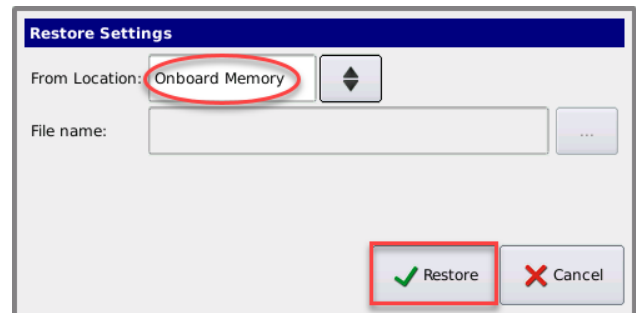 Restore Settings
From Location: Onboard Memory
File name:
...
Restore Cancel